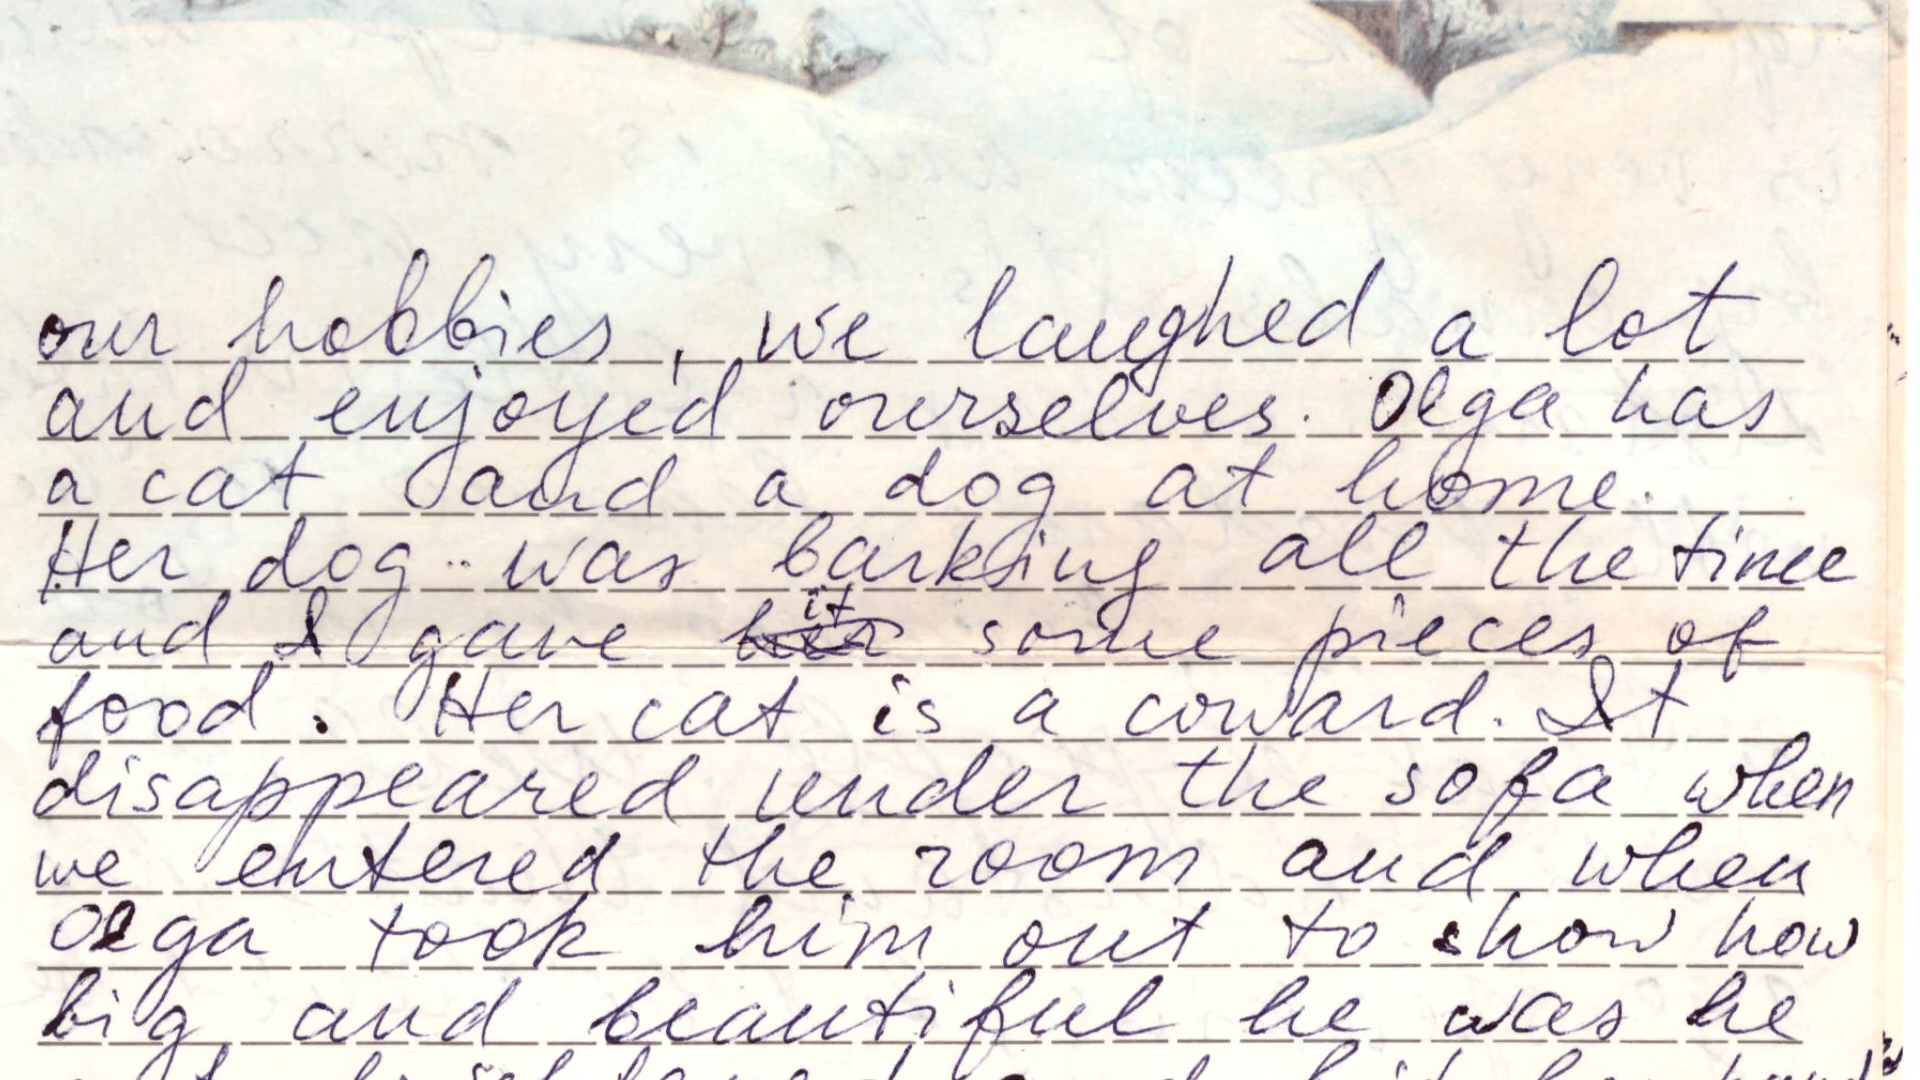 our hobbies, we laughed a lot
and enjoyed ourselves. Olga has
a cat and a dog at home.
Her dog was barking all the time
and I gave it some pieces of
food. Her cat is a coward. It
disappeared under the sofa when
we entered the room and when
Olga took him out to show how
big and beautiful he was he